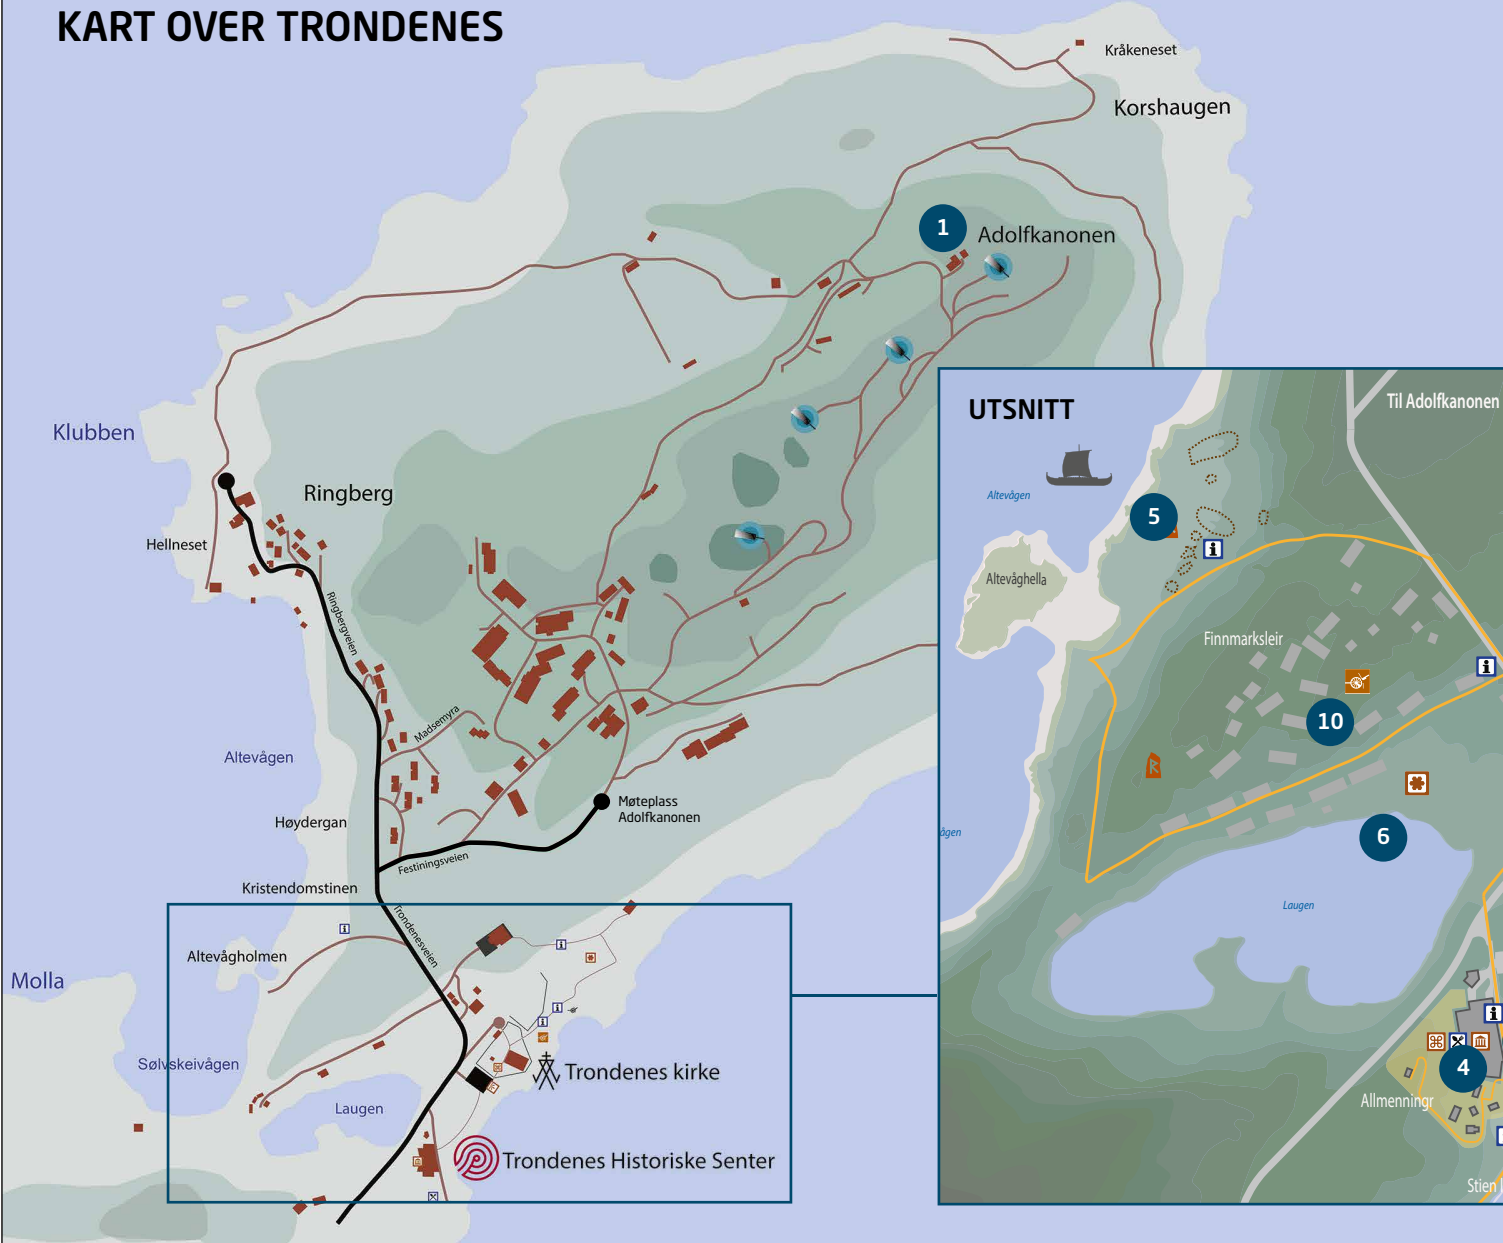 KART OVER TRONDENES
Kråkeneset
Korshaugen
1
Adolfkanonen
Klubben
Ringberg
Hellneset
Ringbergveien
Madsemyra
Altevågen
Møteplass
Adolfkanonen
Høydergan
Festiningsveien
Kristendomstinen
Trondenesveien
Altevågholmen
Molla
Sølvskeivågen
Laugen
Trondenes kirke
Trondenes Historiske Senter
UTSNITT
Til Adolfkanonen
Altevågen
5
i
Altevåghella
Finnmarksleir
i
10
R
ågen
6
Laugen
i
4
Allmenningr
Stien l